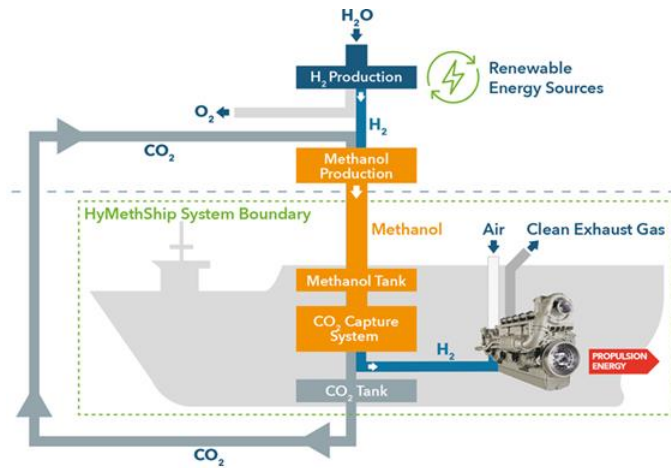 H₂O
H₂ Production
Renewable
Energy Sources
O₂
H₂
CO₂
Methanol
Production
HyMethShip System Boundary
Methanol
Air
Clean Exhaust Gas
Methanol Tank
CO₂ Capture
System
H₂
PROPULSION
ENERGY
CO₂ Tank
CO₂